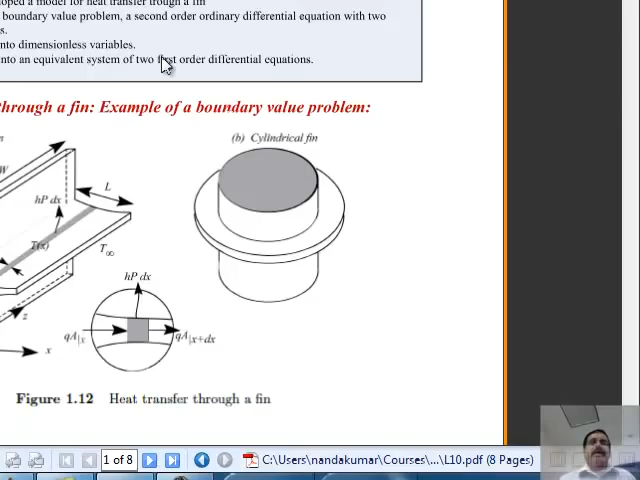 loped a model for heat transfer trough a fin
boundary value problem, a second order ordinary differential equation with two
s.
nto dimensionless variables.
nto an equivalent system of two first order differential equations.
through a fin: Example of a boundary value problem:
(b) Cylindrical fin
W
L
hP dx
T(x)
T∞
hP dx
z
qA|x
qA|x+dx
x
Figure 1.12 Heat transfer through a fin
1 of 8
C:\Users\nandakumar\Courses\...\L10.pdf (8 Pages)